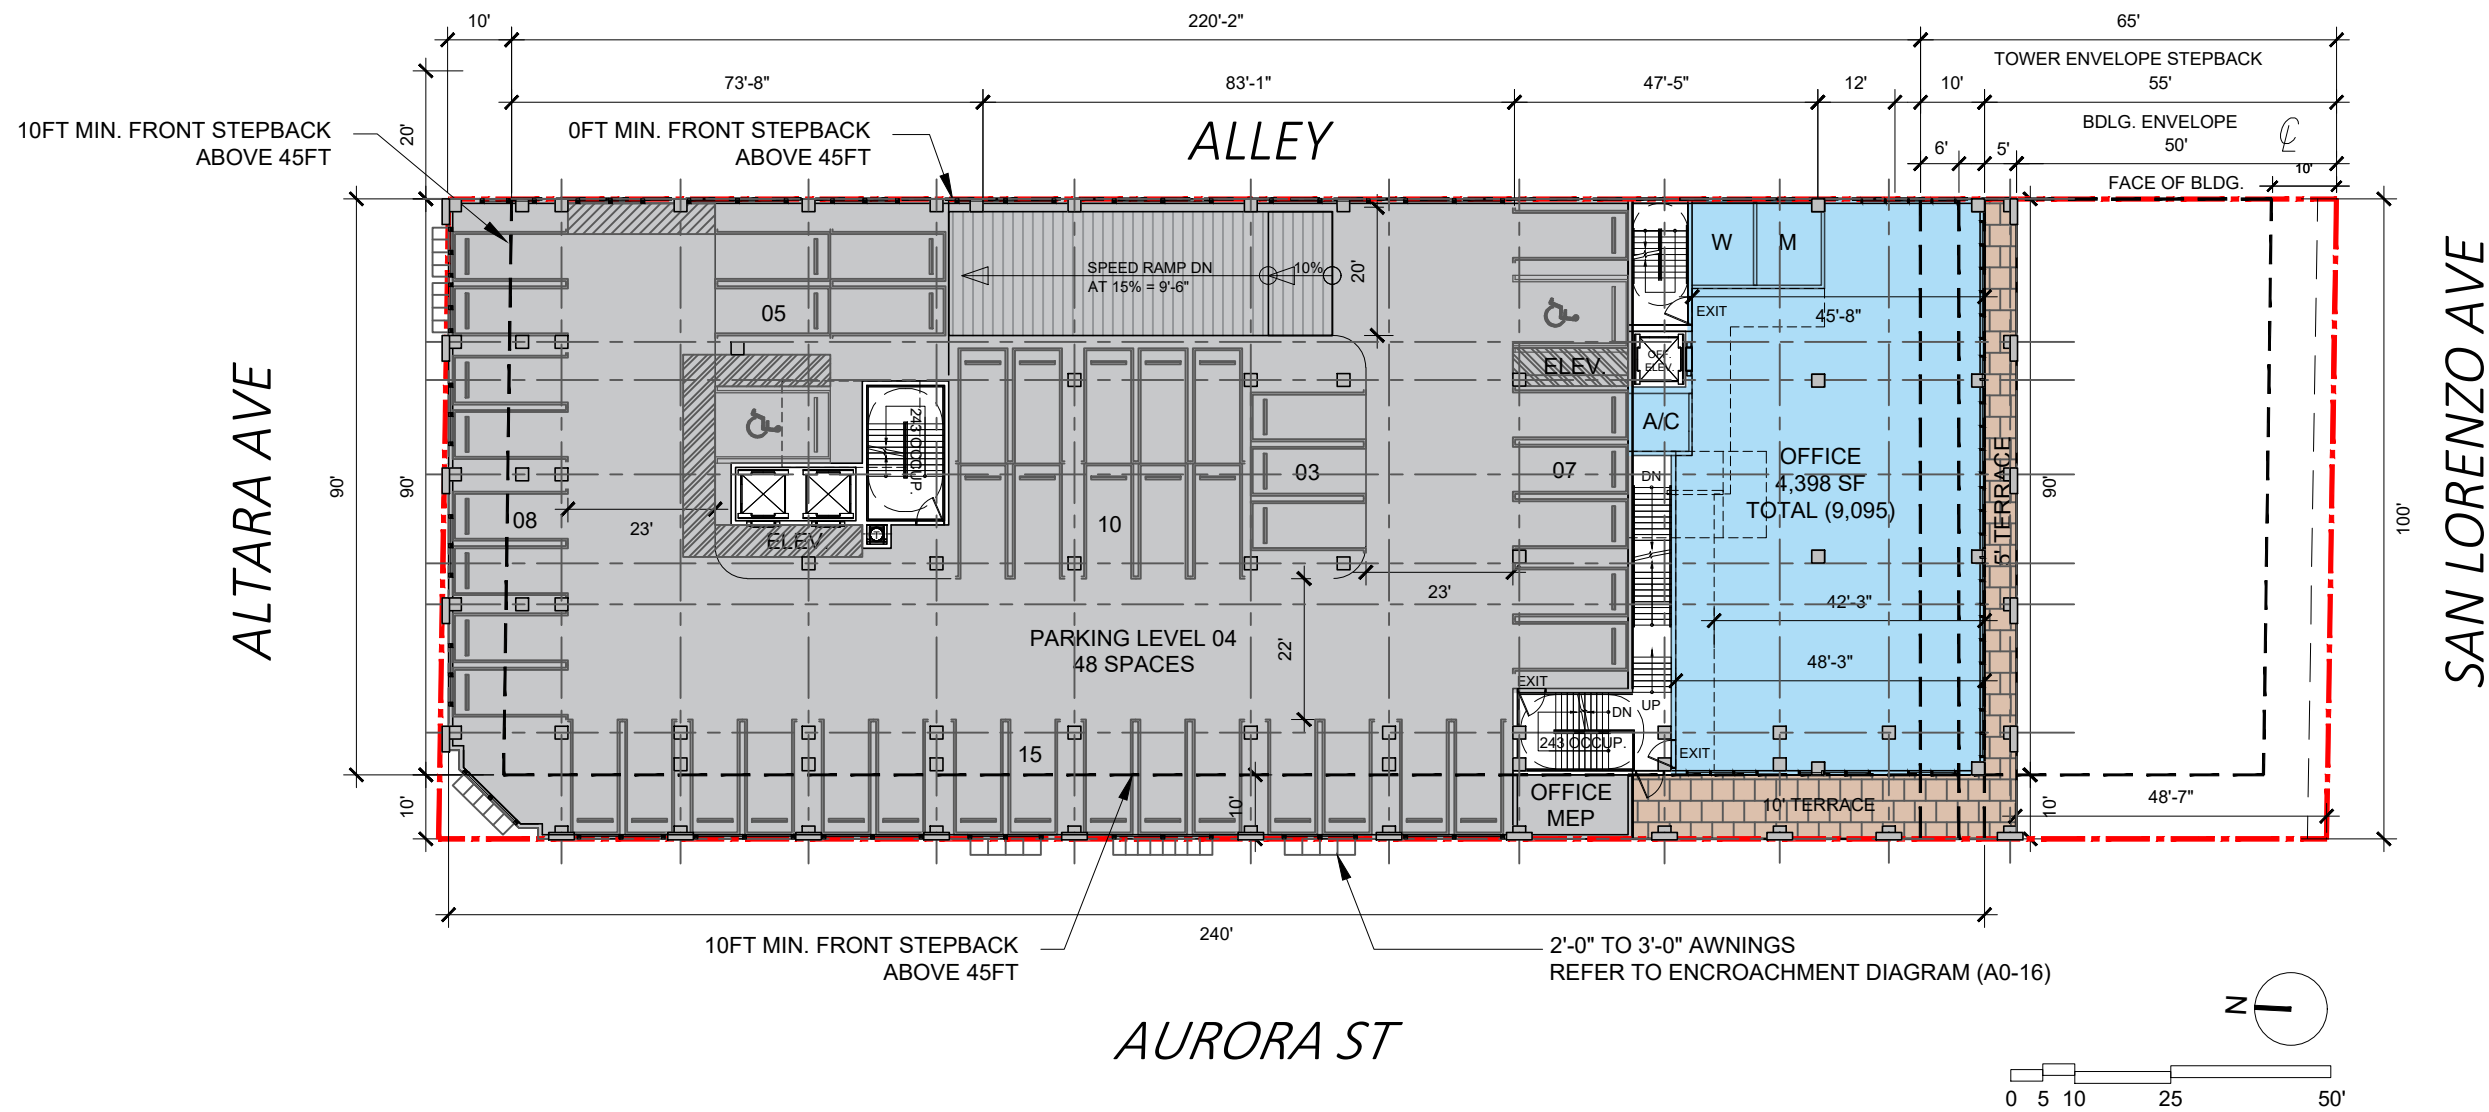 10'
220'-2"
65'
TOWER ENVELOPE STEPBACK
73'-8"
83'-1"
47'-5"
12'
10'
55'
10FT MIN. FRONT STEPBACK
ABOVE 45FT
20'
0FT MIN. FRONT STEPBACK
ABOVE 45FT
ALLEY
BDLG. ENVELOPE
6'
5'
50'
10'
FACE OF BLDG.
W
M
SPEED RAMP DN
10%
AT 15% = 9'-6"
20'
05
EXIT
45'-8"
ELEV.
OFF.
ELEV.
A/C
ALTARA AVE
SAN LORENZO AVE
90'
90'
243 OCCUP.
08
23'
ELEV.
10
03
07
DN
OFFICE
4,398 SF
TOTAL (9,095)
5' TERRACE
90'
100'
23'
42'-3"
22'
PARKING LEVEL 04
48 SPACES
48'-3"
EXIT
DN
UP
243 OCCUP.
EXIT
15
10'
10'
OFFICE
MEP
10' TERRACE
10'
48'-7"
240'
10FT MIN. FRONT STEPBACK
ABOVE 45FT
2'-0" TO 3'-0" AWNINGS
REFER TO ENCROACHMENT DIAGRAM (A0-16)
N
AURORA ST
0 5 10 25 50'